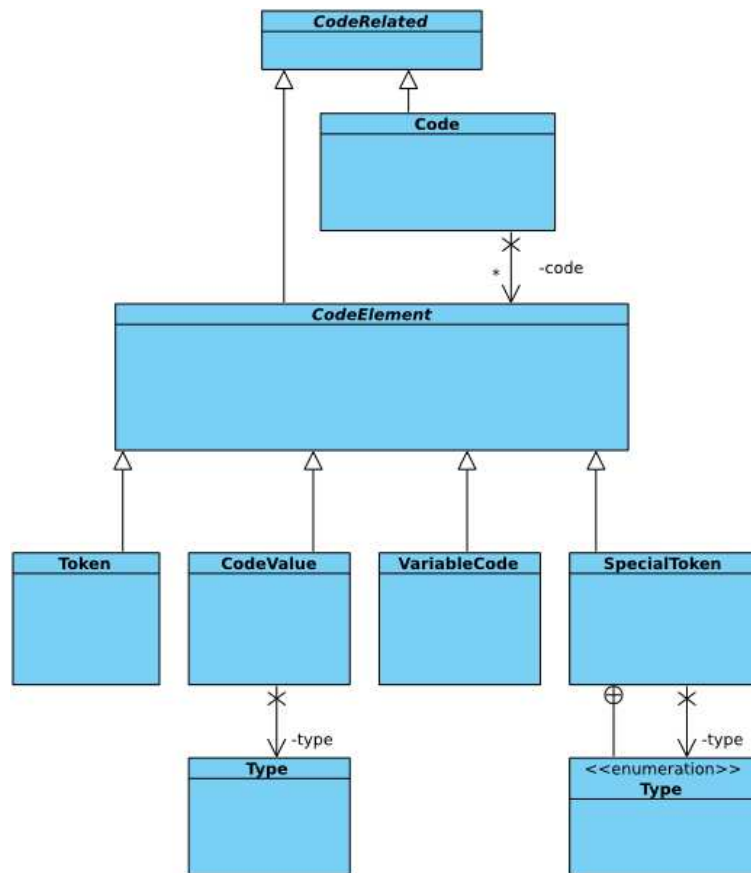 CodeRelated
Code
* -code
CodeElement
Token CodeValue VariableCode SpecialToken
-type -type
Type <<enumeration>>
Type